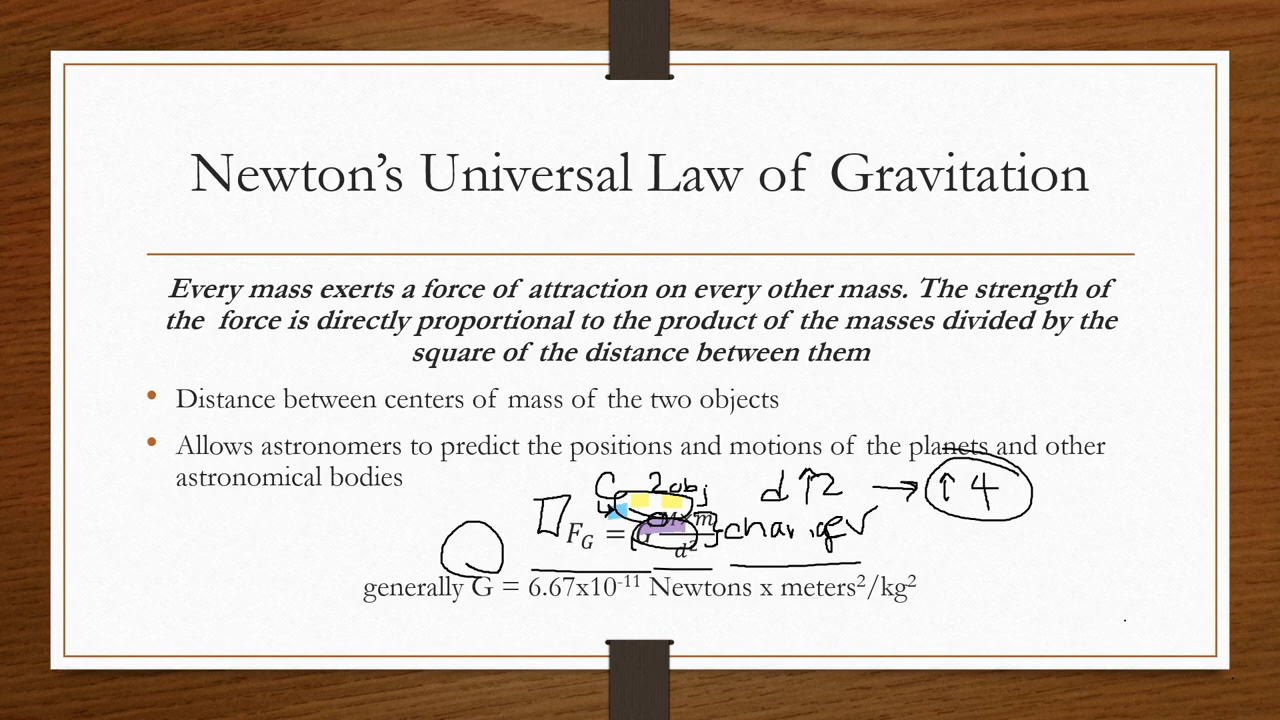 Newton's Universal Law of Gravitation
Every mass exerts a force of attraction on every other mass. The strength of
the force is directly proportional to the product of the masses divided by the
square of the distance between them
• Distance between centers of mass of the two objects
• Allows astronomers to predict the positions and motions of the planets and other
astronomical bodies
C 2obj d↑2 → ↑4
F_G = m
d²
generally G = 6.67x10⁻¹¹ Newtons x meters²/kg²